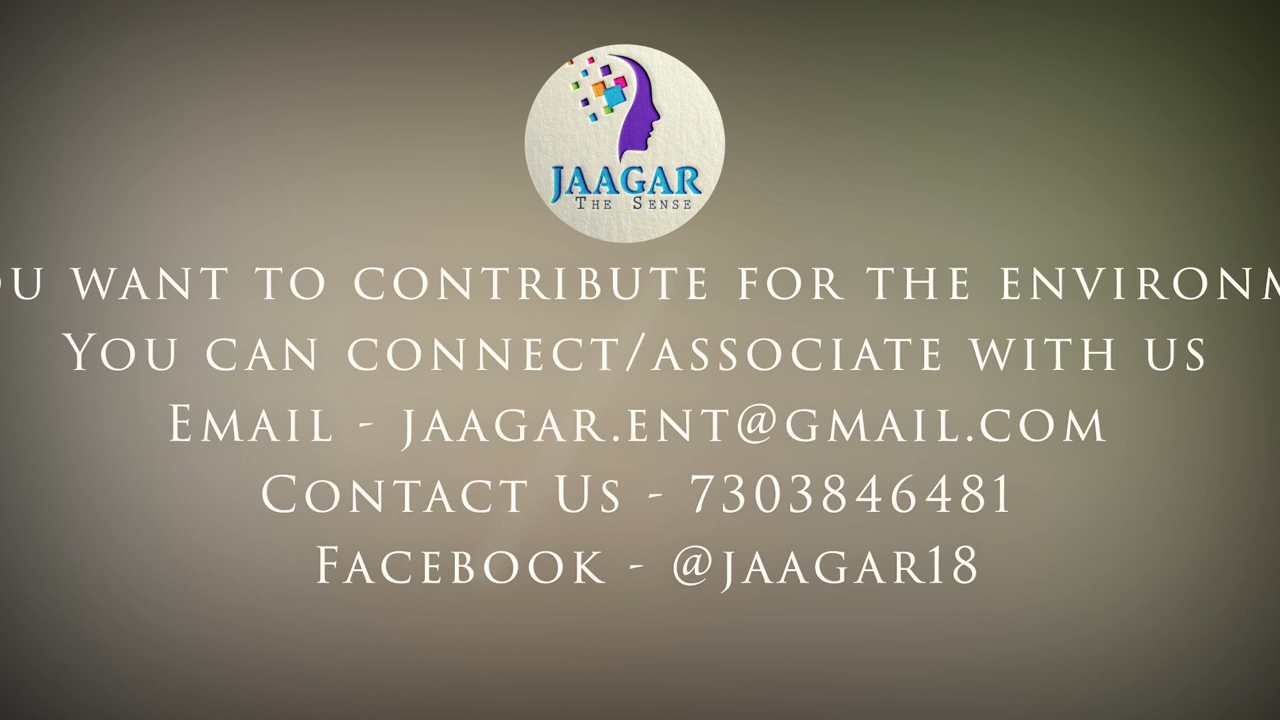 JAAGAR
The Sense
want to contribute for the
You can connect/associate with us
Email - jaagar.ent@gmail.com
Contact Us - 7303846481
Facebook - @jaagar18